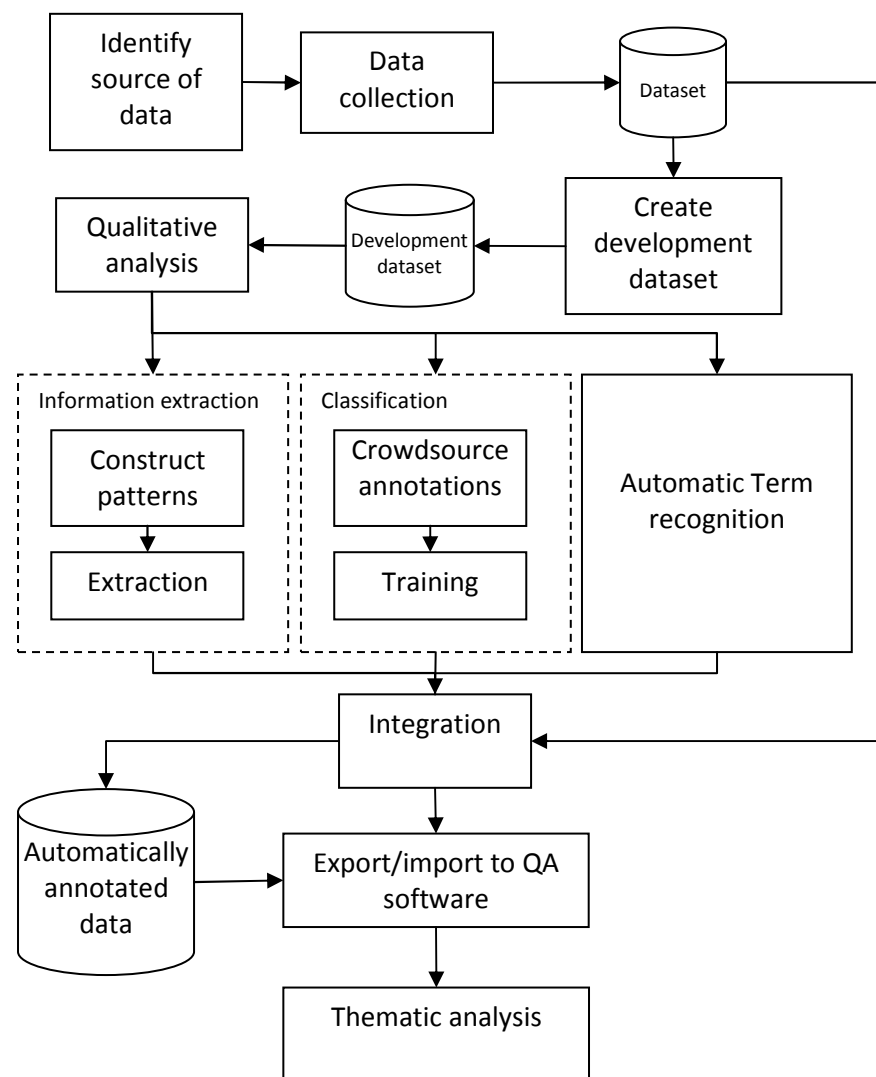 Identify
source of
data
Data
collection
Dataset
Qualitative
analysis
Development
dataset
Create
development
dataset
Information extraction
Construct
patterns
Extraction
Classification
Crowdsource
annotations
Training
Automatic Term
recognition
Integration
Automatically
annotated
data
Export/import to QA
software
Thematic analysis